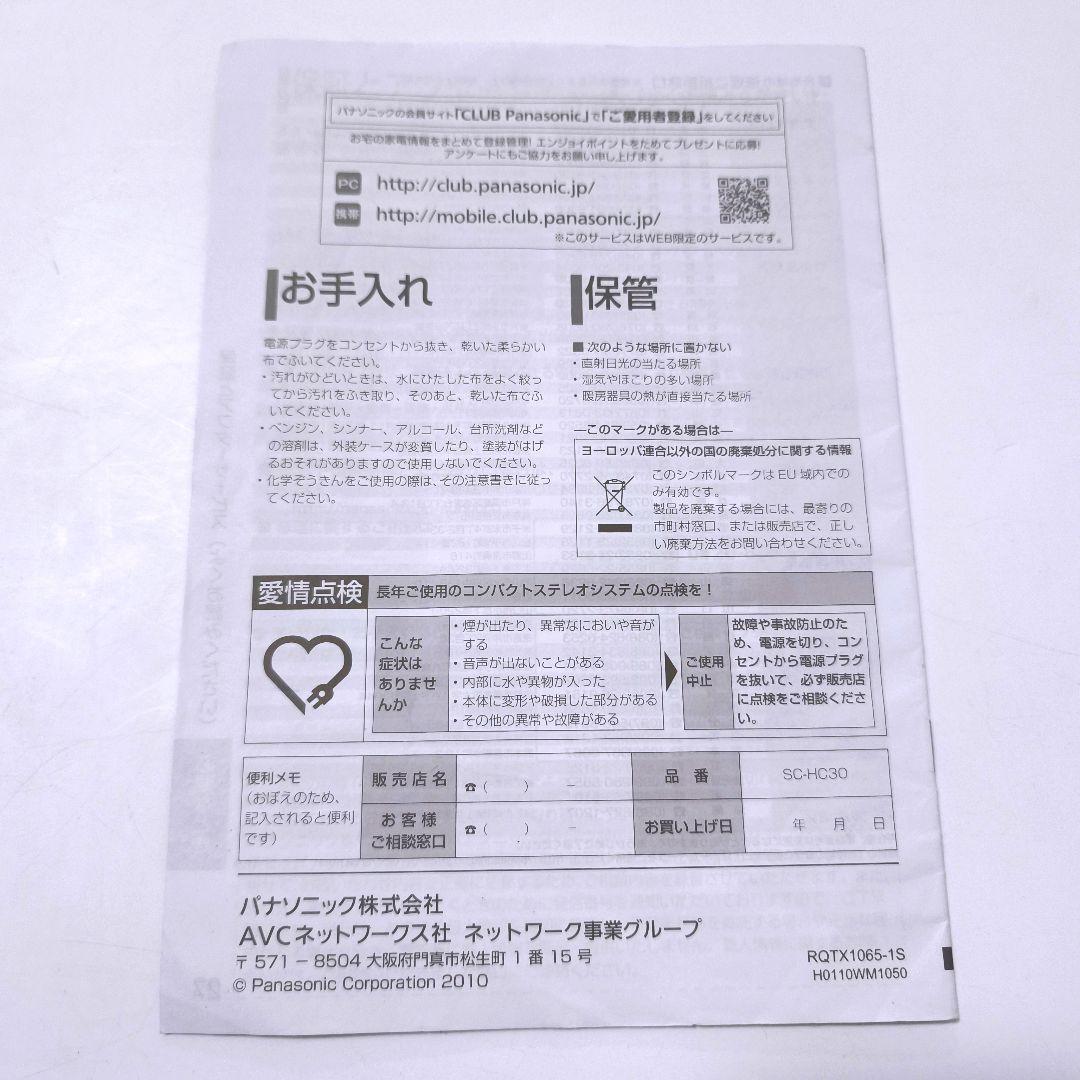 パナソニックの会員サイト「CLUB Panasonic」で「ご愛用者登録」をしてください
お宅の家電情報をまとめて登録管理! エンジョイポイントをためてプレゼントに応募!
アンケートにもご協力をお願い申し上げます。
PC http://club.panasonic.jp/
携帯 http://mobile.club.panasonic.jp/
※このサービスはWEB限定のサービスです。
お手入れ
電源プラグをコンセントから抜き、乾いた柔らかい
布でふいてください。
・汚れがひどいときは、水にひたした布をよく絞っ
てから汚れをふき取り、そのあと、乾いた布でふ
いてください。
・ベンジン、シンナー、アルコール、台所洗剤など
の溶剤は、外装ケースが変質したり、塗装がはげ
るおそれがありますので使用しないでください。
・化学ぞうきんをご使用の際は、その注意書きに従っ
てください。
保管
■ 次のような場所に置かない
・直射日光の当たる場所
・湿気やほこりの多い場所
・暖房器具の熱が直接当たる場所
―このマークがある場合は―
ヨーロッパ連合以外の国の廃棄処分に関する情報
このシンボルマークは EU 域内での
み有効です。
製品を廃棄する場合には、最寄りの
市町村窓口、または販売店で、正し
い廃棄方法をお問い合わせください。
愛情点検 長年ご使用のコンパクトステレオシステムの点検を!
こんな
症状は
ありませ
んか
・煙が出たり、異常なにおいや音が
する
・音声が出ないことがある
・内部に水や異物が入った
・本体に変形や破損した部分がある
・その他の異常や故障がある
ご使用
中止
故障や事故防止のた
め、電源を切り、コン
セントから電源プラグ
を抜いて、必ず販売店
に点検をご相談くださ
い。
便利メモ
(おぼえのため、
記入されると便利
です)
販売店名 ☎ ( ) −
品番 SC-HC30
お客様
ご相談窓口 ☎ ( ) −
お買い上げ日 年 月 日
パナソニック株式会社
AVCネットワークス社 ネットワーク事業グループ
〒 571 − 8504 大阪府門真市松生町 1 番 15 号
© Panasonic Corporation 2010
RQTX1065-1S
H0110WM1050